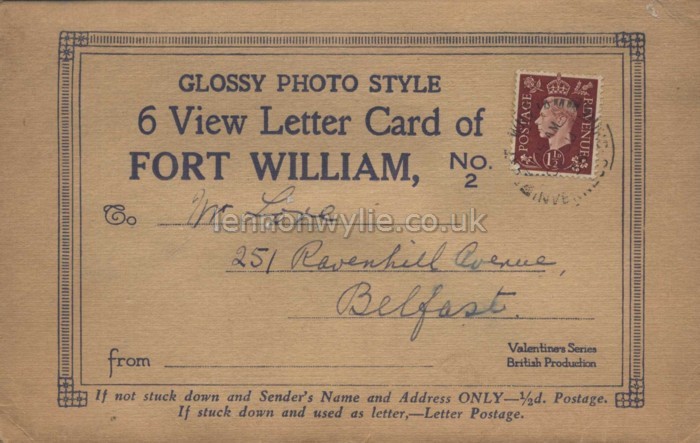 GLOSSY PHOTO STYLE
6 View Letter Card of
FORT WILLIAM, No. 2
POSTAGE REVENUE
1½D
To Mr
lennonwylie.co.uk
251 Ravenhill Avenue,
Belfast.
from
Valentine's Series
British Production
If not stuck down and Sender's Name and Address ONLY—½d. Postage.
If stuck down and used as letter,—Letter Postage.